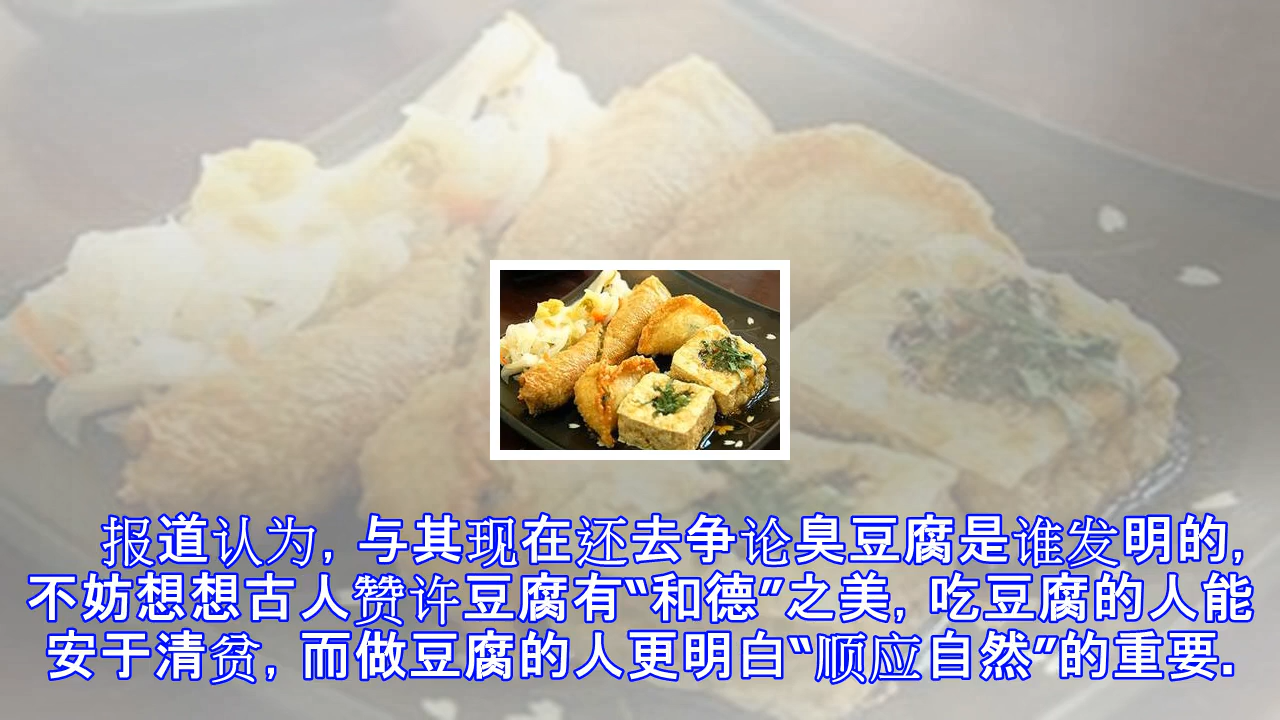 报道认为, 与其现在还去争论臭豆腐是谁发明的,
不妨想想古人赞许豆腐有“和德”之美, 吃豆腐的人能
安于清贫, 而做豆腐的人更明白“顺应自然”的重要.